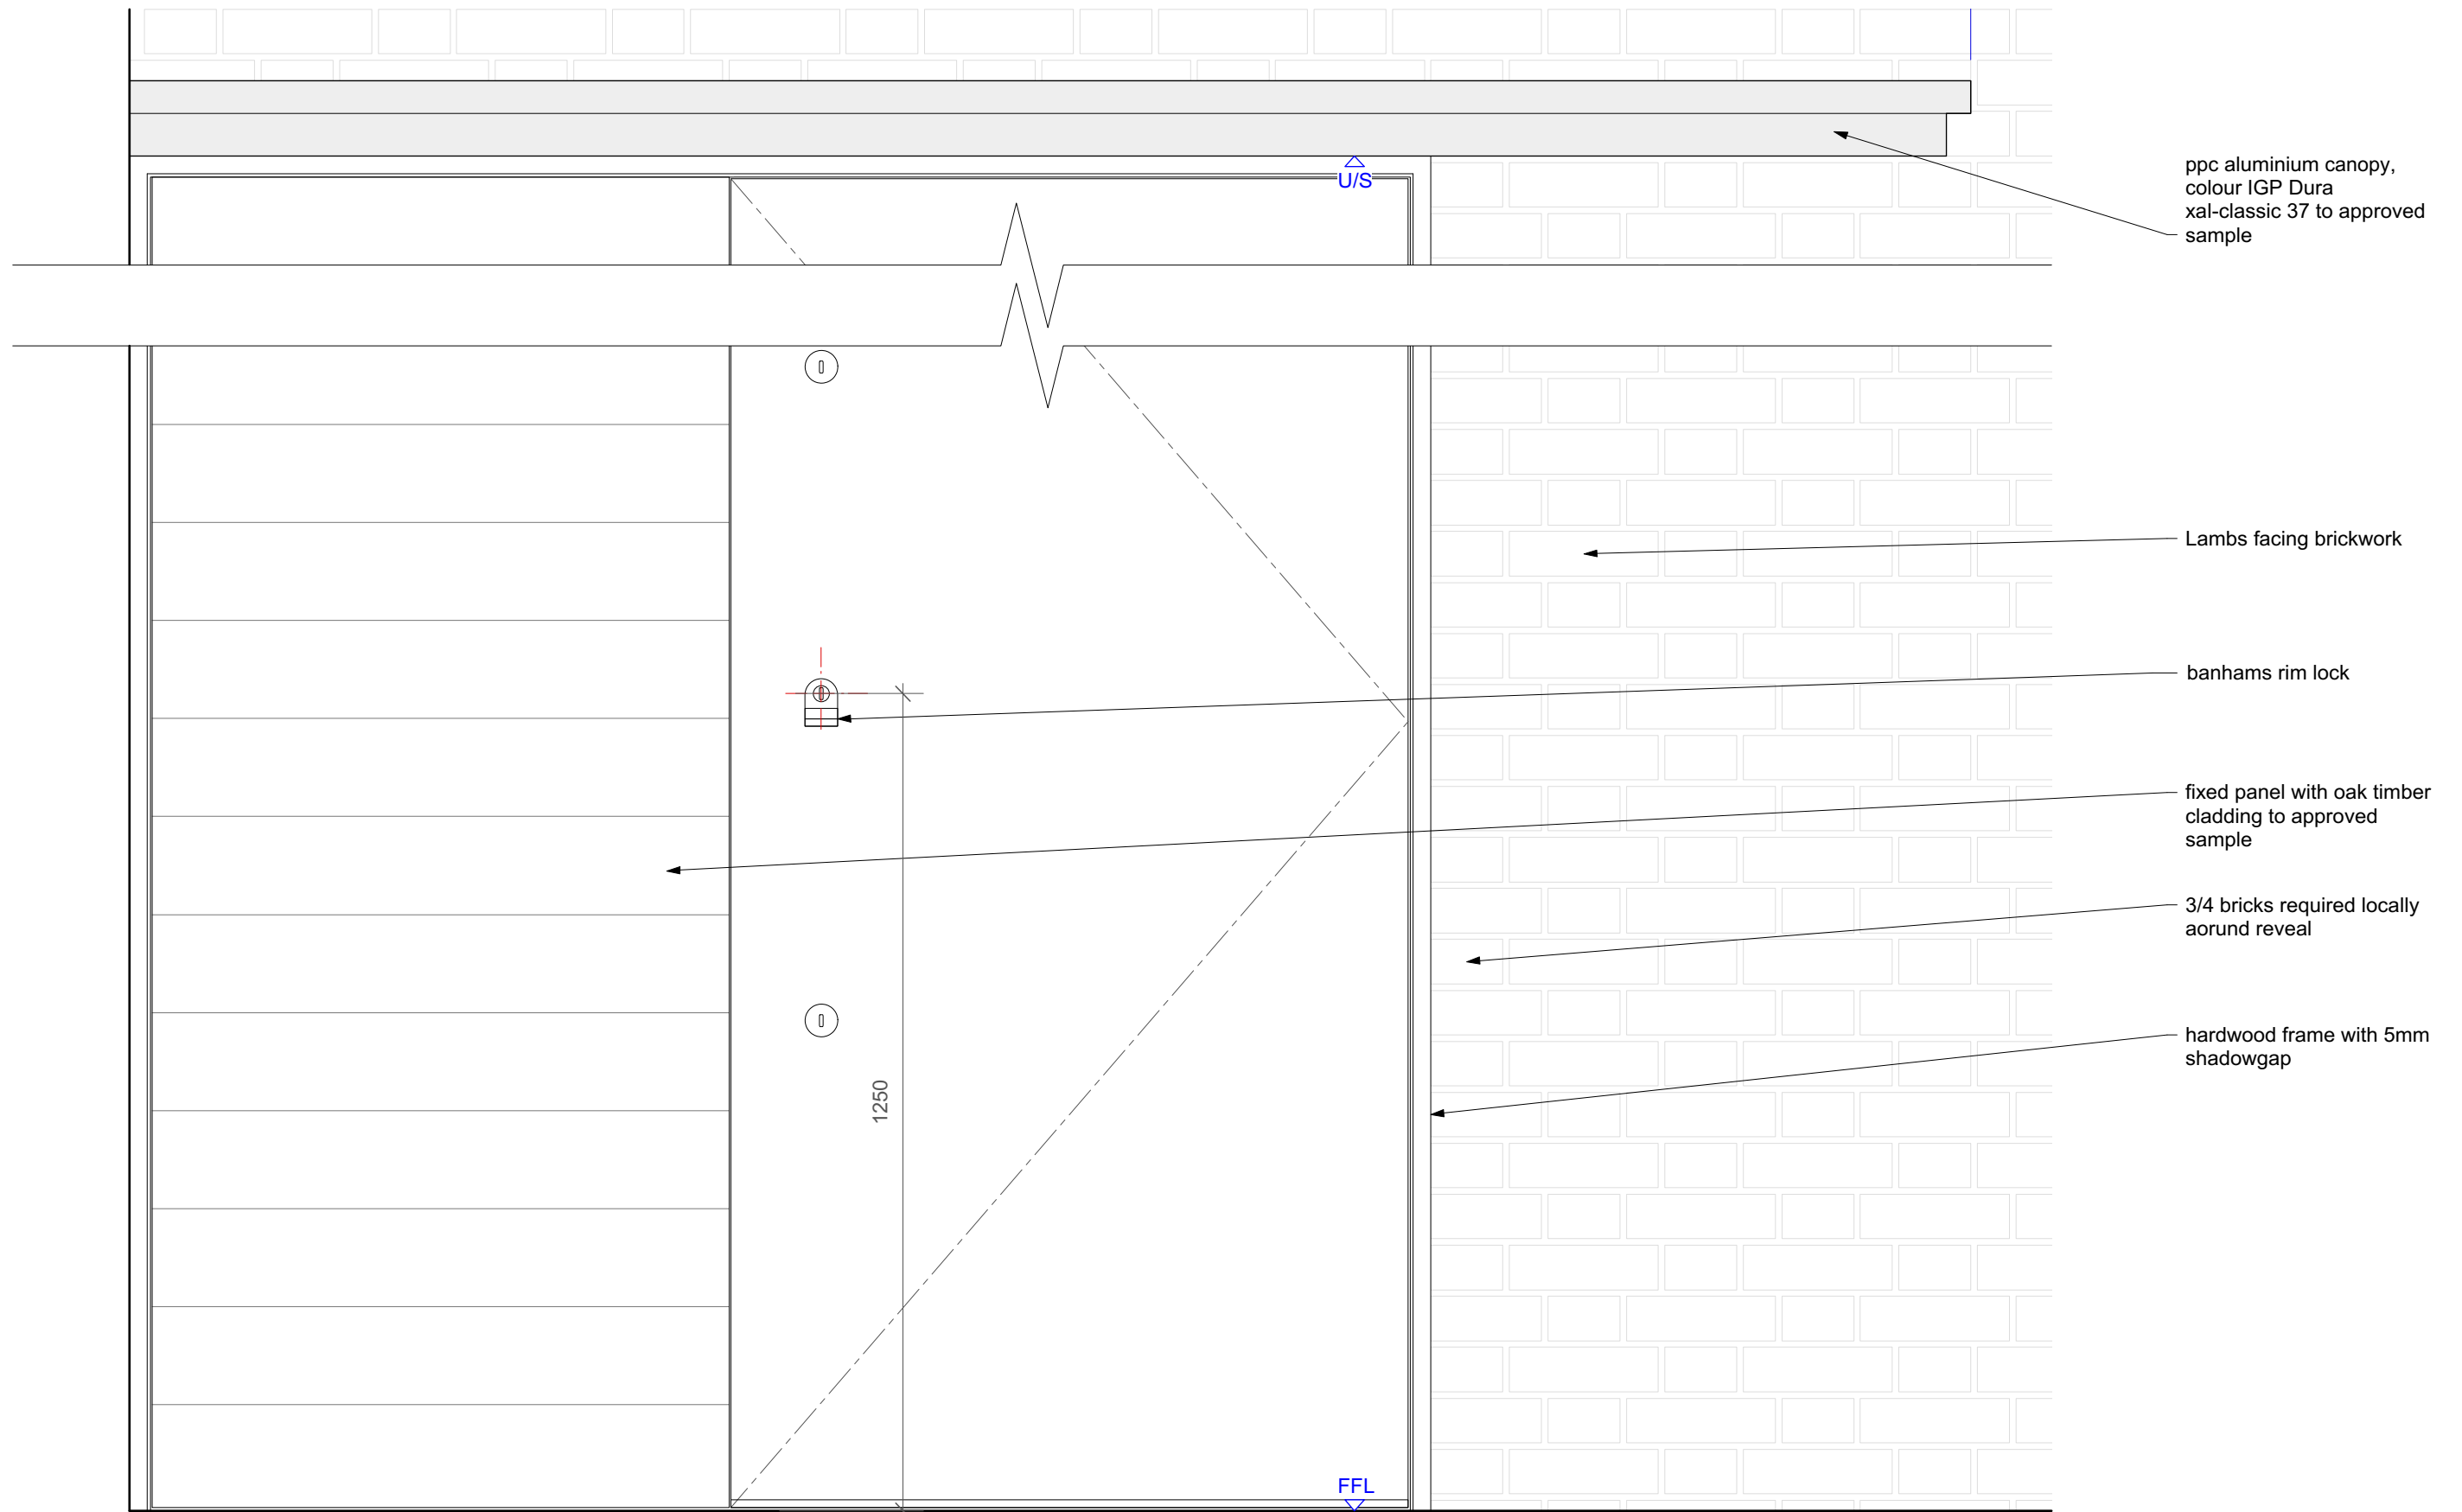 ppc aluminium canopy,
colour IGP Dura
xal-classic 37 to approved
sample
U/S
Lambs facing brickwork
banhams rim lock
fixed panel with oak timber
cladding to approved
sample
3/4 bricks required locally
aorund reveal
hardwood frame with 5mm
shadowgap
1250
FFL